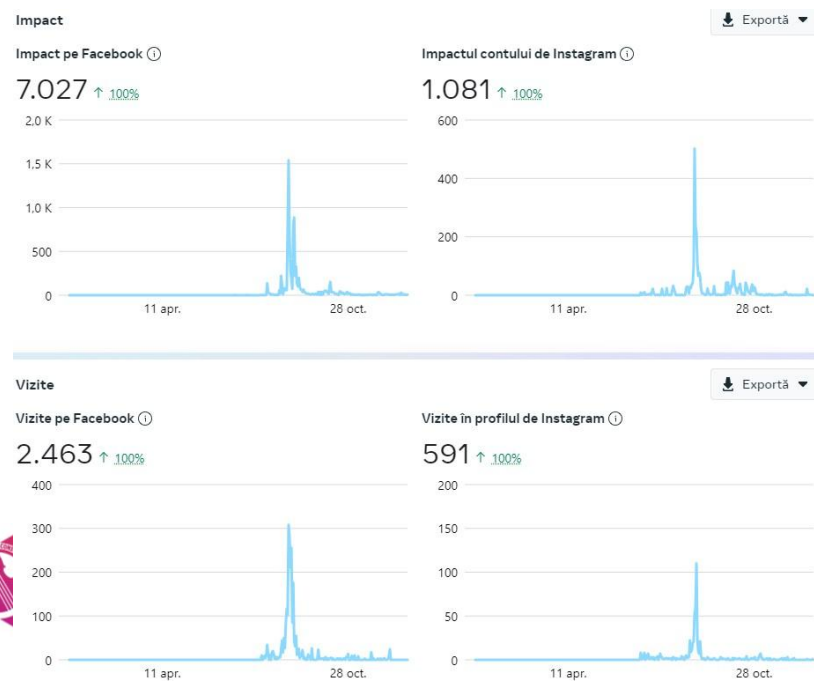 Impact
Exportă
Impact pe Facebook
Impactul contului de Instagram
7.027 ↑ 100%
1.081 ↑ 100%
2,0 K
1,5 K
1,0 K
500
0
11 apr.
28 oct.
600
400
200
0
11 apr.
28 oct.
Vizite
Exportă
Vizite pe Facebook
Vizite în profilul de Instagram
2.463 ↑ 100%
591 ↑ 100%
400
300
200
100
0
11 apr.
28 oct.
200
150
100
50
0
11 apr.
28 oct.